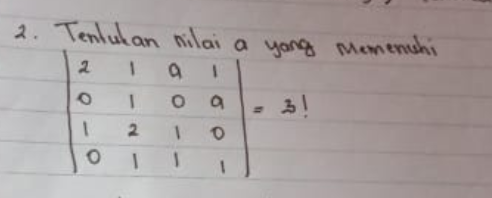 2. Tentukan nilai a yang memenuhi
| 2 1 a 1 |
| 0 1 0 a | = 3!
| 1 2 1 0 |
| 0 1 1 1 |